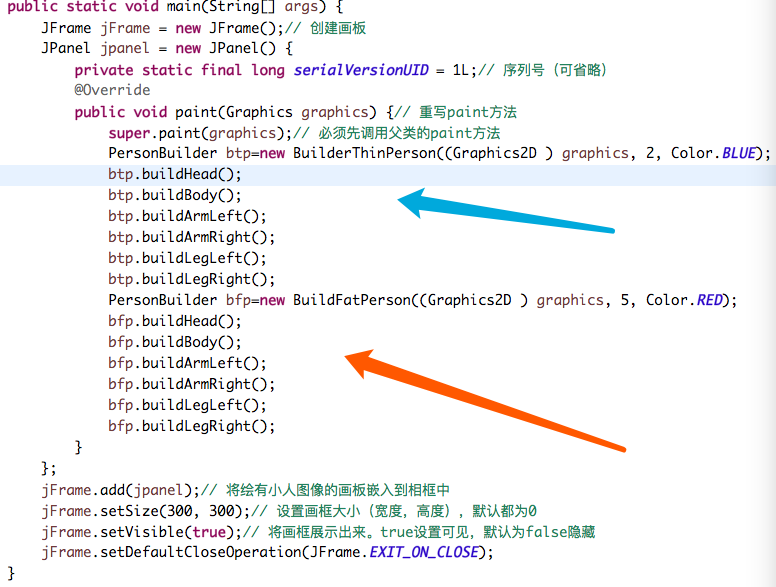 public static void main(String[] args) {
JFrame jFrame = new JFrame();// 创建画板
JPanel jpanel = new JPanel() {
private static final long serialVersionUID = 1L;// 序列号（可省略）
@Override
public void paint(Graphics graphics) {// 重写paint方法
super.paint(graphics);// 必须先调用父类的paint方法
PersonBuilder btp=new BuilderThinPerson((Graphics2D ) graphics, 2, Color.BLUE);
btp.buildHead();
btp.buildBody();
btp.buildArmLeft();
btp.buildArmRight();
btp.buildLegLeft();
btp.buildLegRight();
PersonBuilder bfp=new BuildFatPerson((Graphics2D ) graphics, 5, Color.RED);
bfp.buildHead();
bfp.buildBody();
bfp.buildArmLeft();
bfp.buildArmRight();
bfp.buildLegLeft();
bfp.buildLegRight();
}
};
jFrame.add(jpanel);// 将绘有小人图像的画板嵌入到相框中
jFrame.setSize(300, 300);// 设置画框大小（宽度，高度），默认都为0
jFrame.setVisible(true);// 将画框展示出来。true设置可见，默认为false隐藏
jFrame.setDefaultCloseOperation(JFrame.EXIT_ON_CLOSE);
}